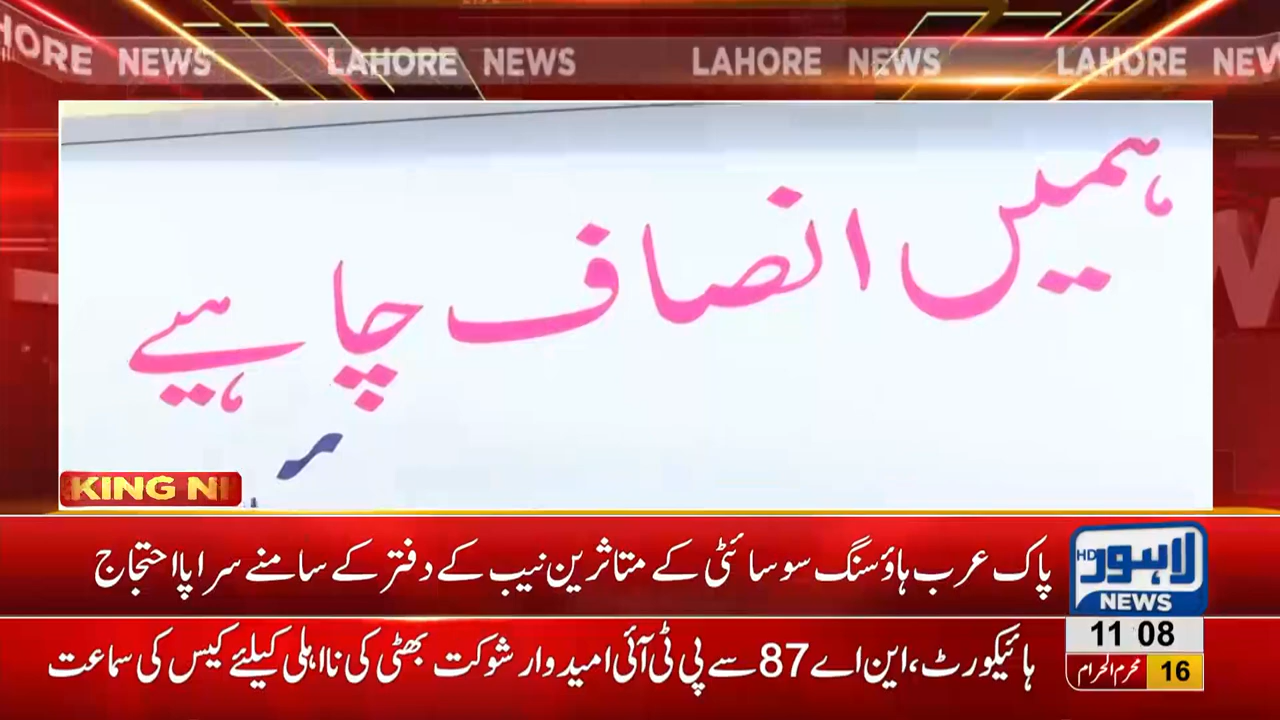 LAHORE NEWS LAHORE NEWS LAHORE NEWS LAHORE NEWS
ہمیں انصاف چاہیے
KING N
پاک عرب ہاؤسنگ سوسائٹی کے متاثرین نیب کے دفتر کے سامنے سراپا احتجاج
لاہور HD
NEWS
ہائیکورٹ، این اے 87 سے پی ٹی آئی امیدوار شوکت بھٹی کی نااہلی کیلئے کیس کی سماعت
11 08
محرم الحرام 16